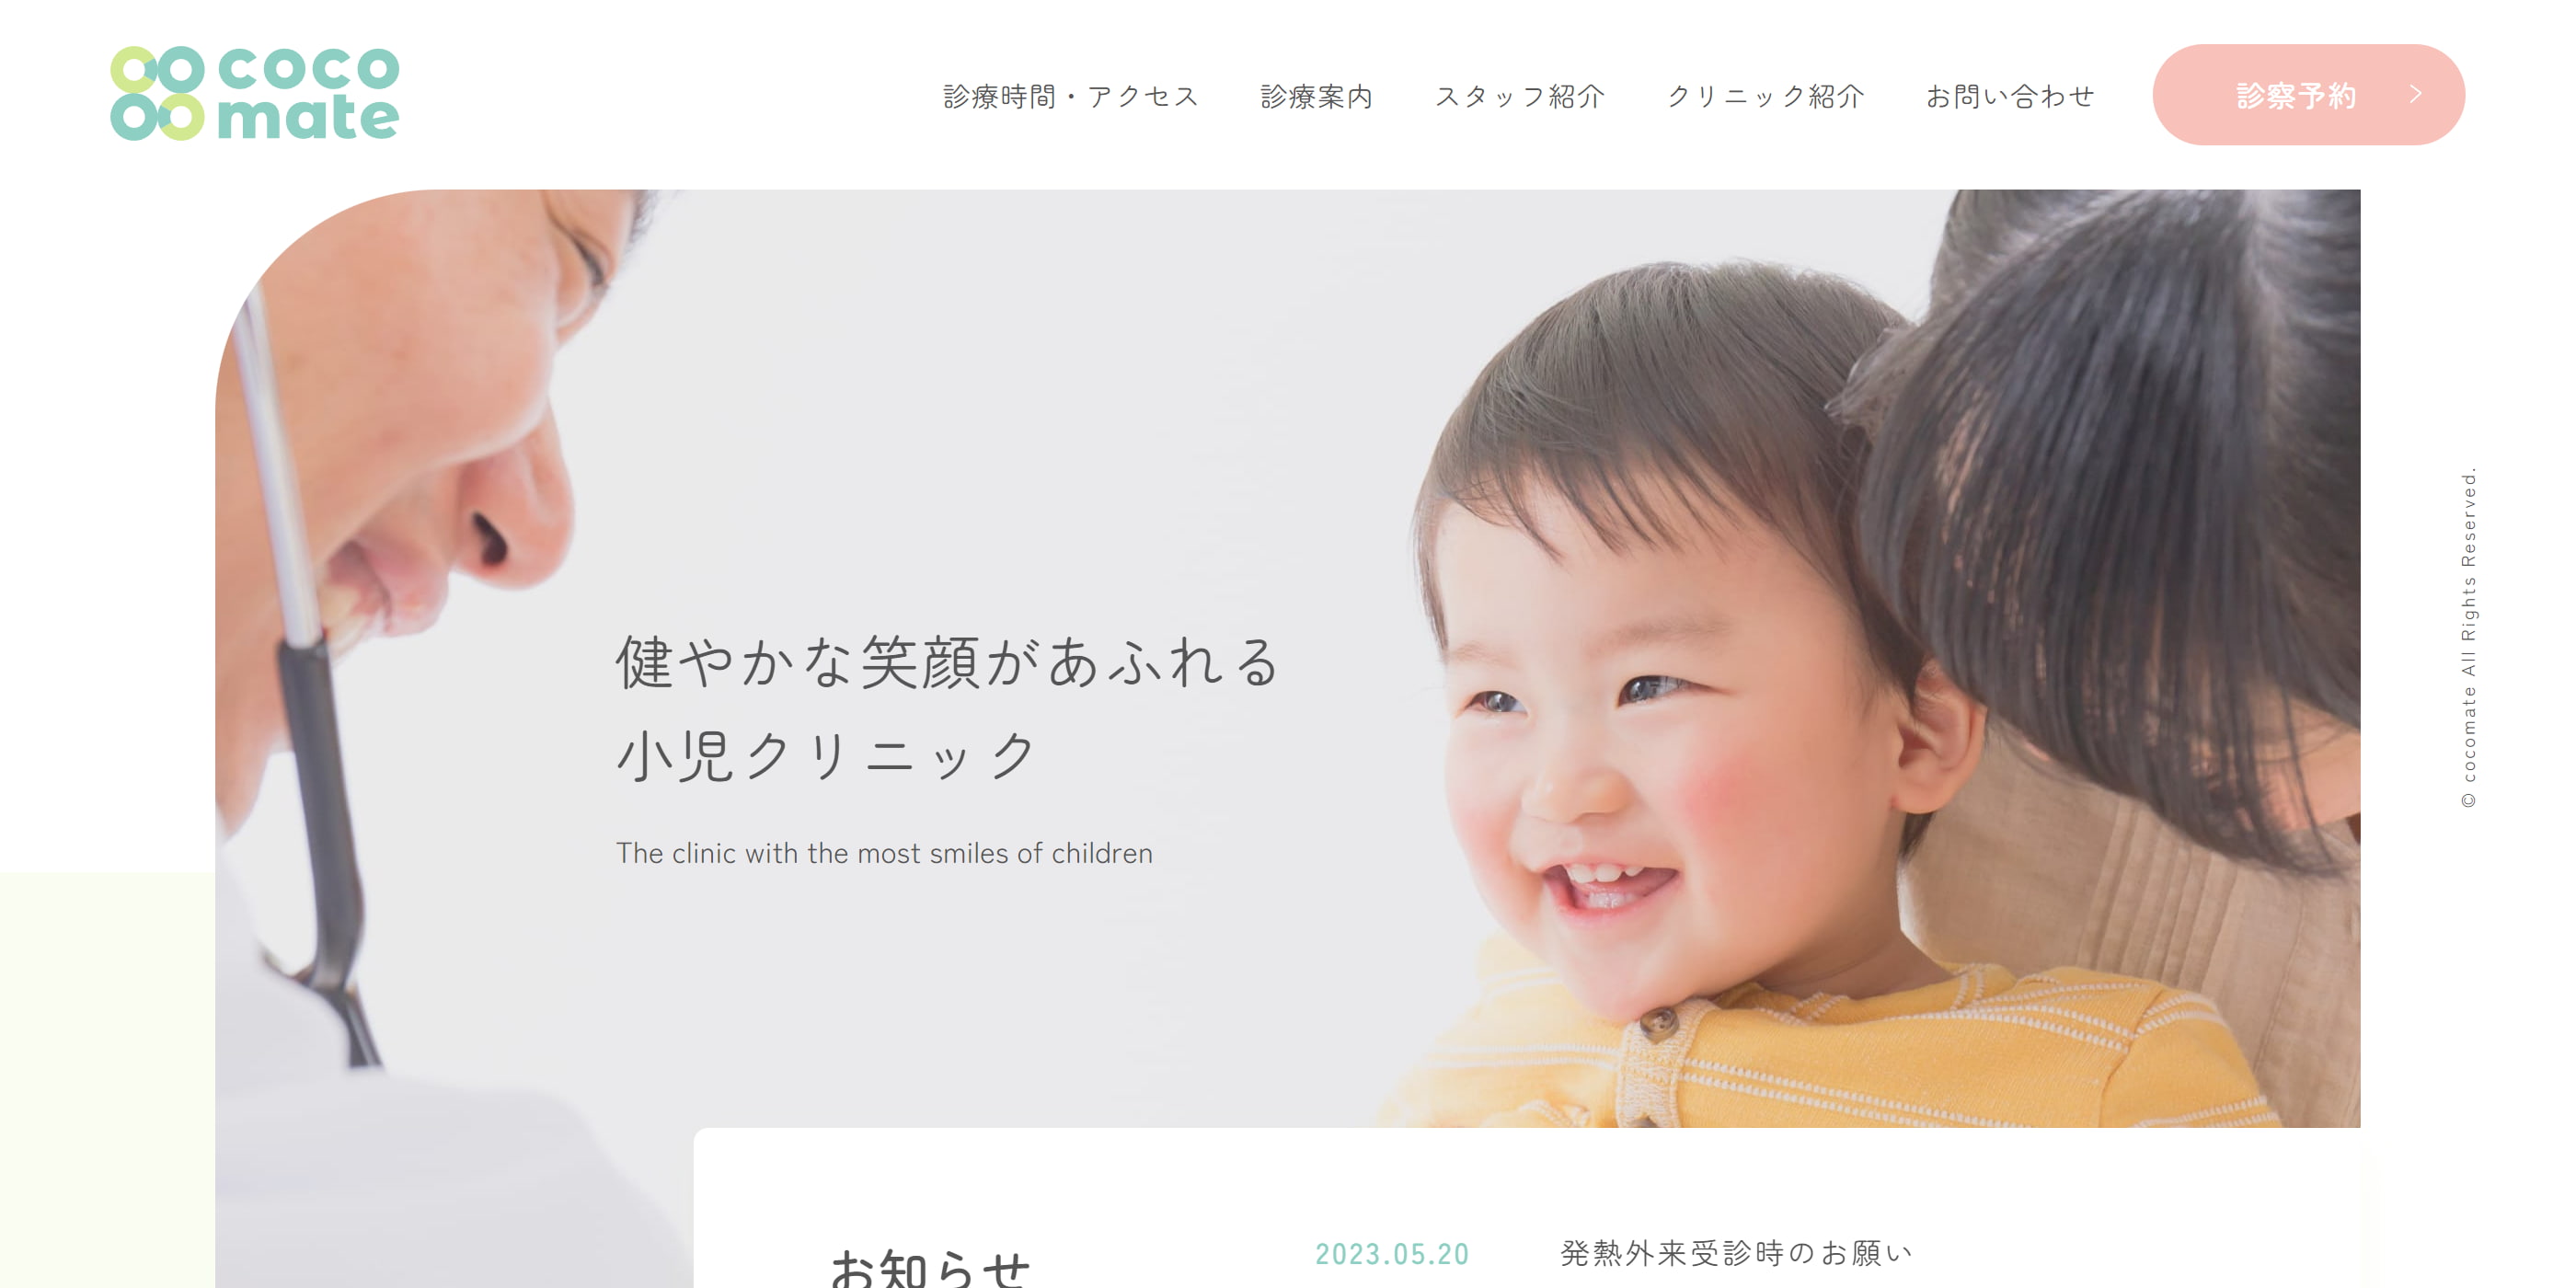 coco
mate
診療時間・アクセス
診療案内
スタッフ紹介
クリニック紹介
お問い合わせ
診察予約
健やかな笑顔があふれる
小児クリニック
The clinic with the most smiles of children
© cocomate All Rights Reserved.
お知らせ
2023.05.20
発熱外来受診時のお願い